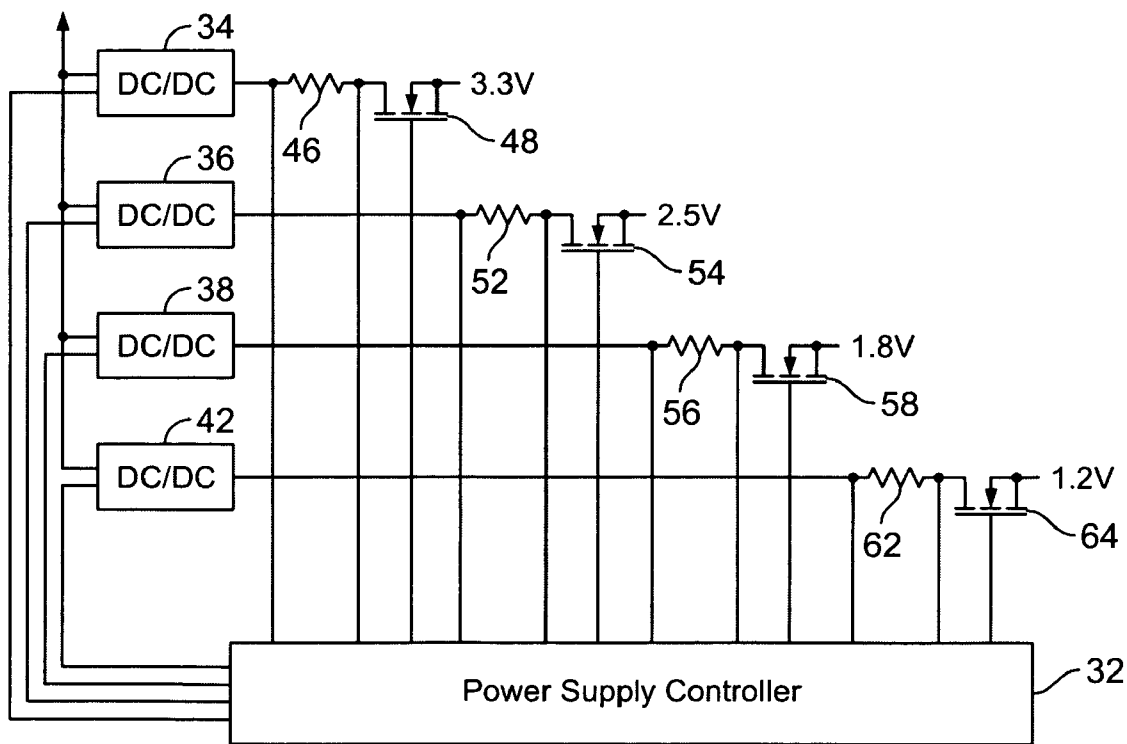 34
DC/DC
3.3V
46
48
36
DC/DC
2.5V
52
54
38
DC/DC
1.8V
56
58
42
DC/DC
1.2V
62
64
Power Supply Controller
32